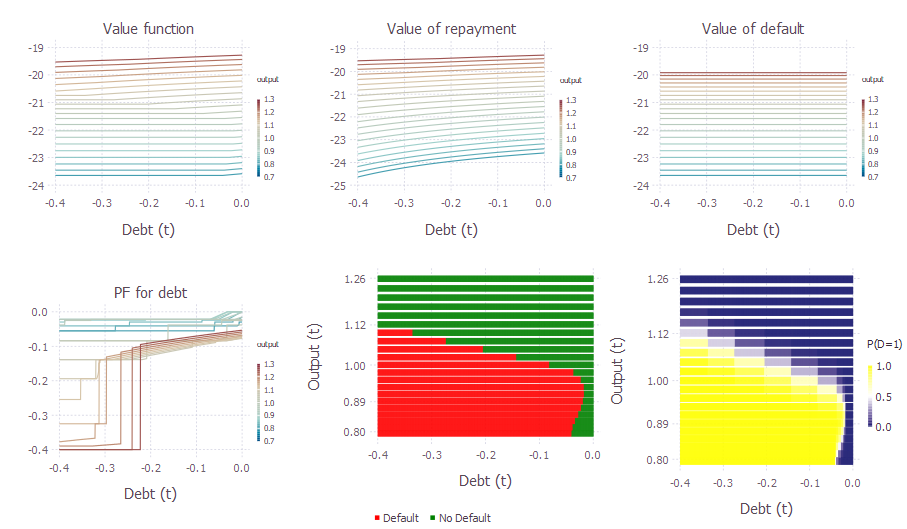 Value function
Value of repayment
Value of default
-19
-20
-21
-22
-23
-24
-0.4 -0.3 -0.2 -0.1 0.0
Debt (t)
output
1.3
1.2
1.1
1.0
0.9
0.8
0.7
-19
-20
-21
-22
-23
-24
-25
-0.4 -0.3 -0.2 -0.1 0.0
Debt (t)
output
1.3
1.2
1.1
1.0
0.9
0.8
0.7
-19
-20
-21
-22
-23
-24
-0.4 -0.3 -0.2 -0.1 0.0
Debt (t)
output
1.3
1.2
1.1
1.0
0.9
0.8
0.7
PF for debt
0.0
-0.1
-0.2
-0.3
-0.4
-0.4 -0.3 -0.2 -0.1 0.0
Debt (t)
output
1.3
1.2
1.1
1.0
0.9
0.8
0.7
Output (t)
1.26
1.12
1.00
0.89
0.80
-0.4 -0.3 -0.2 -0.1 0.0
Debt (t)
Default No Default
Output (t)
1.26
1.12
1.00
0.89
0.80
-0.4 -0.3 -0.2 -0.1 0.0
Debt (t)
P(D=1)
1.0
0.5
0.0